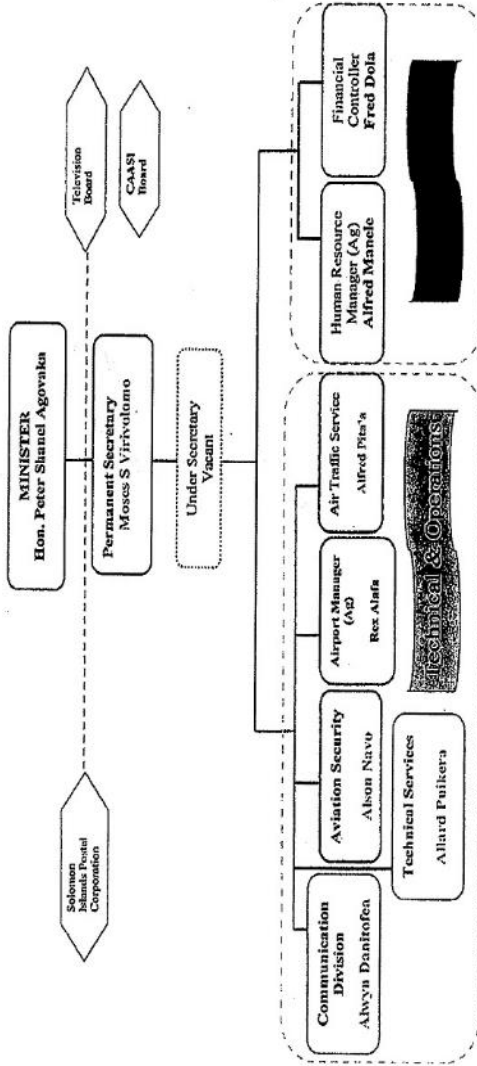 MINISTER
Hon. Peter Shanel Agovaka
Solomon
Islands Postal
Corporation
Television
Board
CAASI
Board
Permanent Secretary
Moses S Virivolomo
Under Secretary
Vacant
Communication
Division
Alwyn Danitofea
Aviation Security
Alson Navo
Airport Manager
(Ag)
Rex Alafa
Air Traffic Service
Alfred Pita'a
Human Resource
Manager (Ag)
Alfred Manele
Financial
Controller
Fred Dola
Technical Services
Allard Puikera
Technical & Operations